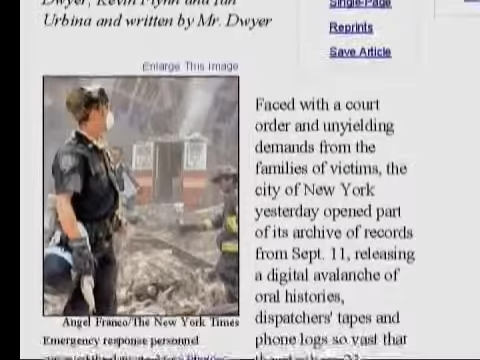 Dwyer, Kevin Flynn and Ian
Urbina and written by Mr. Dwyer
Single-Page
Reprints
Save Article
Enlarge This Image
Faced with a court
order and unyielding
demands from the
families of victims, the
city of New York
yesterday opened part
of its archive of records
from Sept. 11, releasing
a digital avalanche of
oral histories,
dispatchers' tapes and
phone logs so vast that
Angel Franco/The New York Times
Emergency response personnel